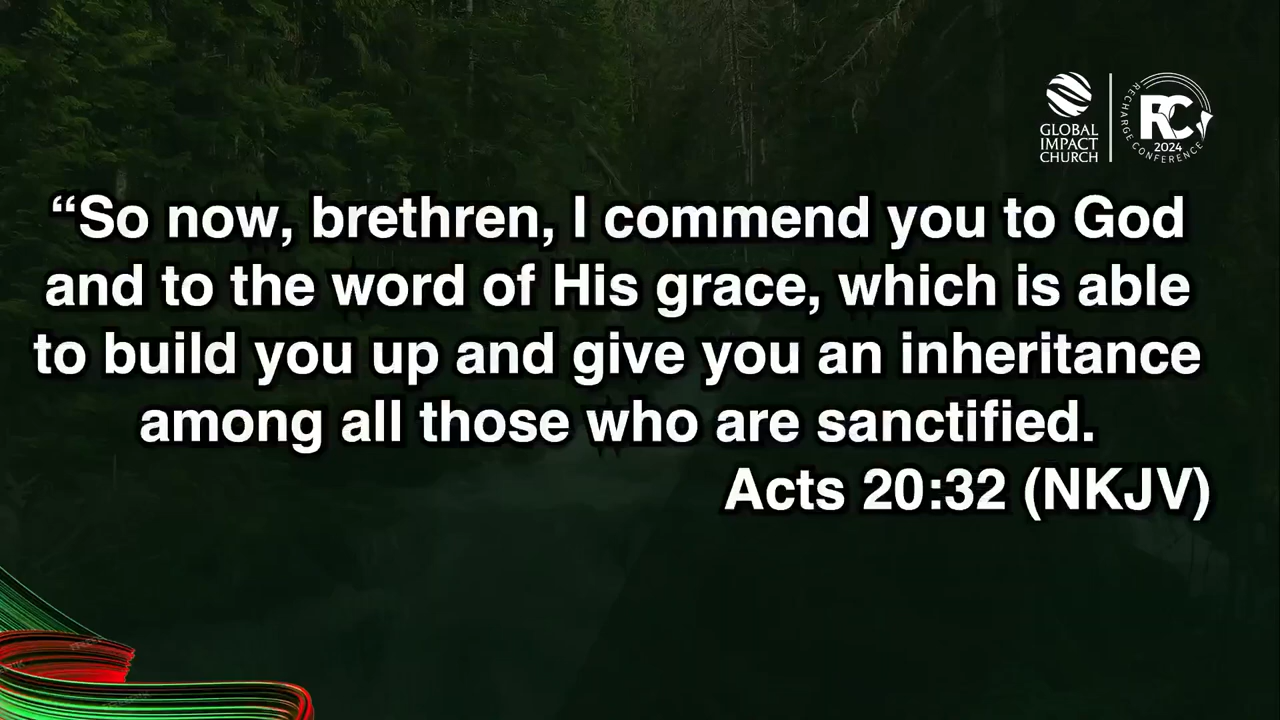 GLOBAL
IMPACT
CHURCH
RC
2024
RECHARGE CONFERENCE
“So now, brethren, I commend you to God
and to the word of His grace, which is able
to build you up and give you an inheritance
among all those who are sanctified.
Acts 20:32 (NKJV)